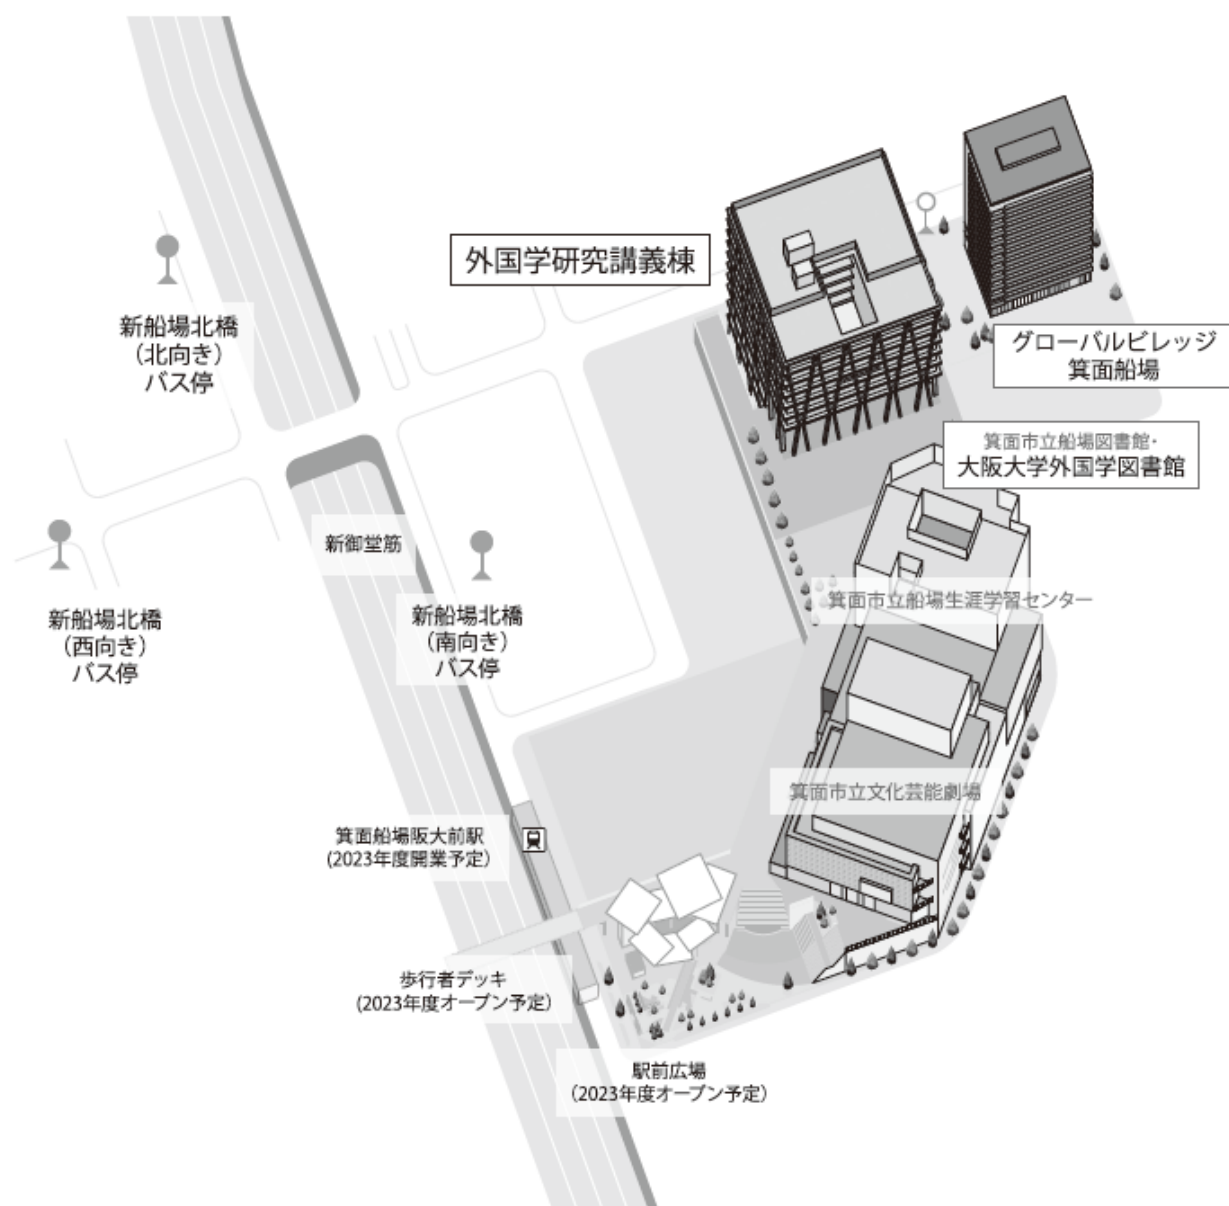 外国学研究講義棟
新船場北橋
（北向き）
バス停
グローバルビレッジ
箕面船場
箕面市立船場図書館・
大阪大学外国学図書館
新御堂筋
箕面市立船場生涯学習センター
新船場北橋
（西向き）
バス停
新船場北橋
（南向き）
バス停
箕面市立文化芸能劇場
箕面船場阪大前駅
(2023年度開業予定)
歩行者デッキ
(2023年度オープン予定)
駅前広場
（2023年度オープン予定)